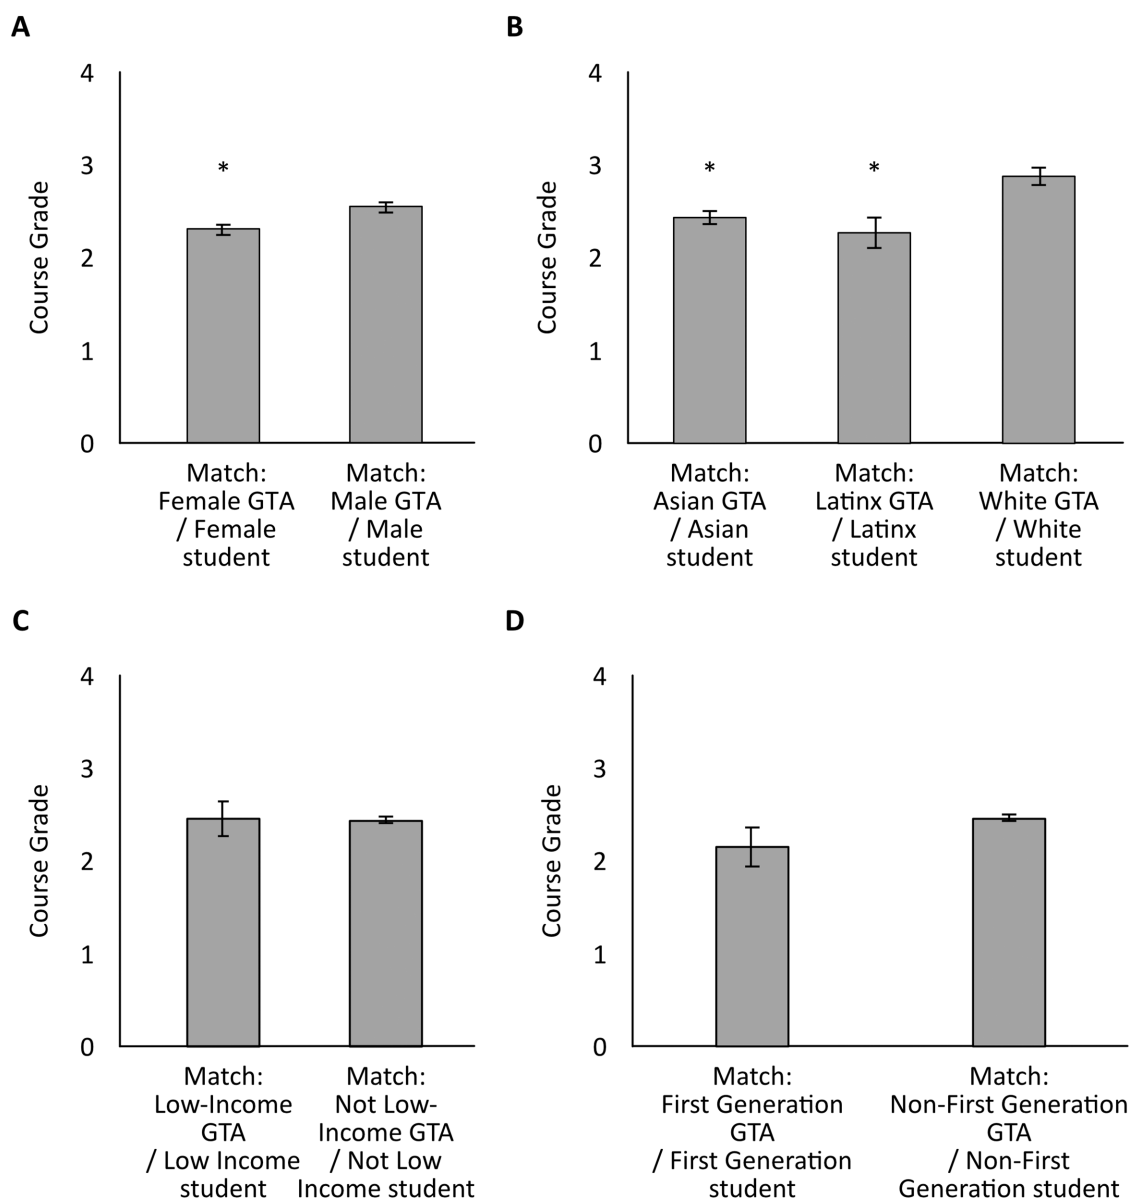 A
4
3
2
1
0
Course Grade
*
Match:
Female GTA
/ Female
student
Match:
Male GTA
/ Male
student
B
4
3
2
1
0
Course Grade
*
*
Match:
Asian GTA
/ Asian
student
Match:
Latinx GTA
/ Latinx
student
Match:
White GTA
/ White
student
C
4
3
2
1
0
Course Grade
Match:
Low-Income
GTA
/ Low Income
student
Match:
Not Low-
Income GTA
/ Not Low
Income student
D
4
3
2
1
0
Course Grade
Match:
First Generation
GTA
/ First Generation
student
Match:
Non-First Generation
GTA
/ Non-First
Generation student